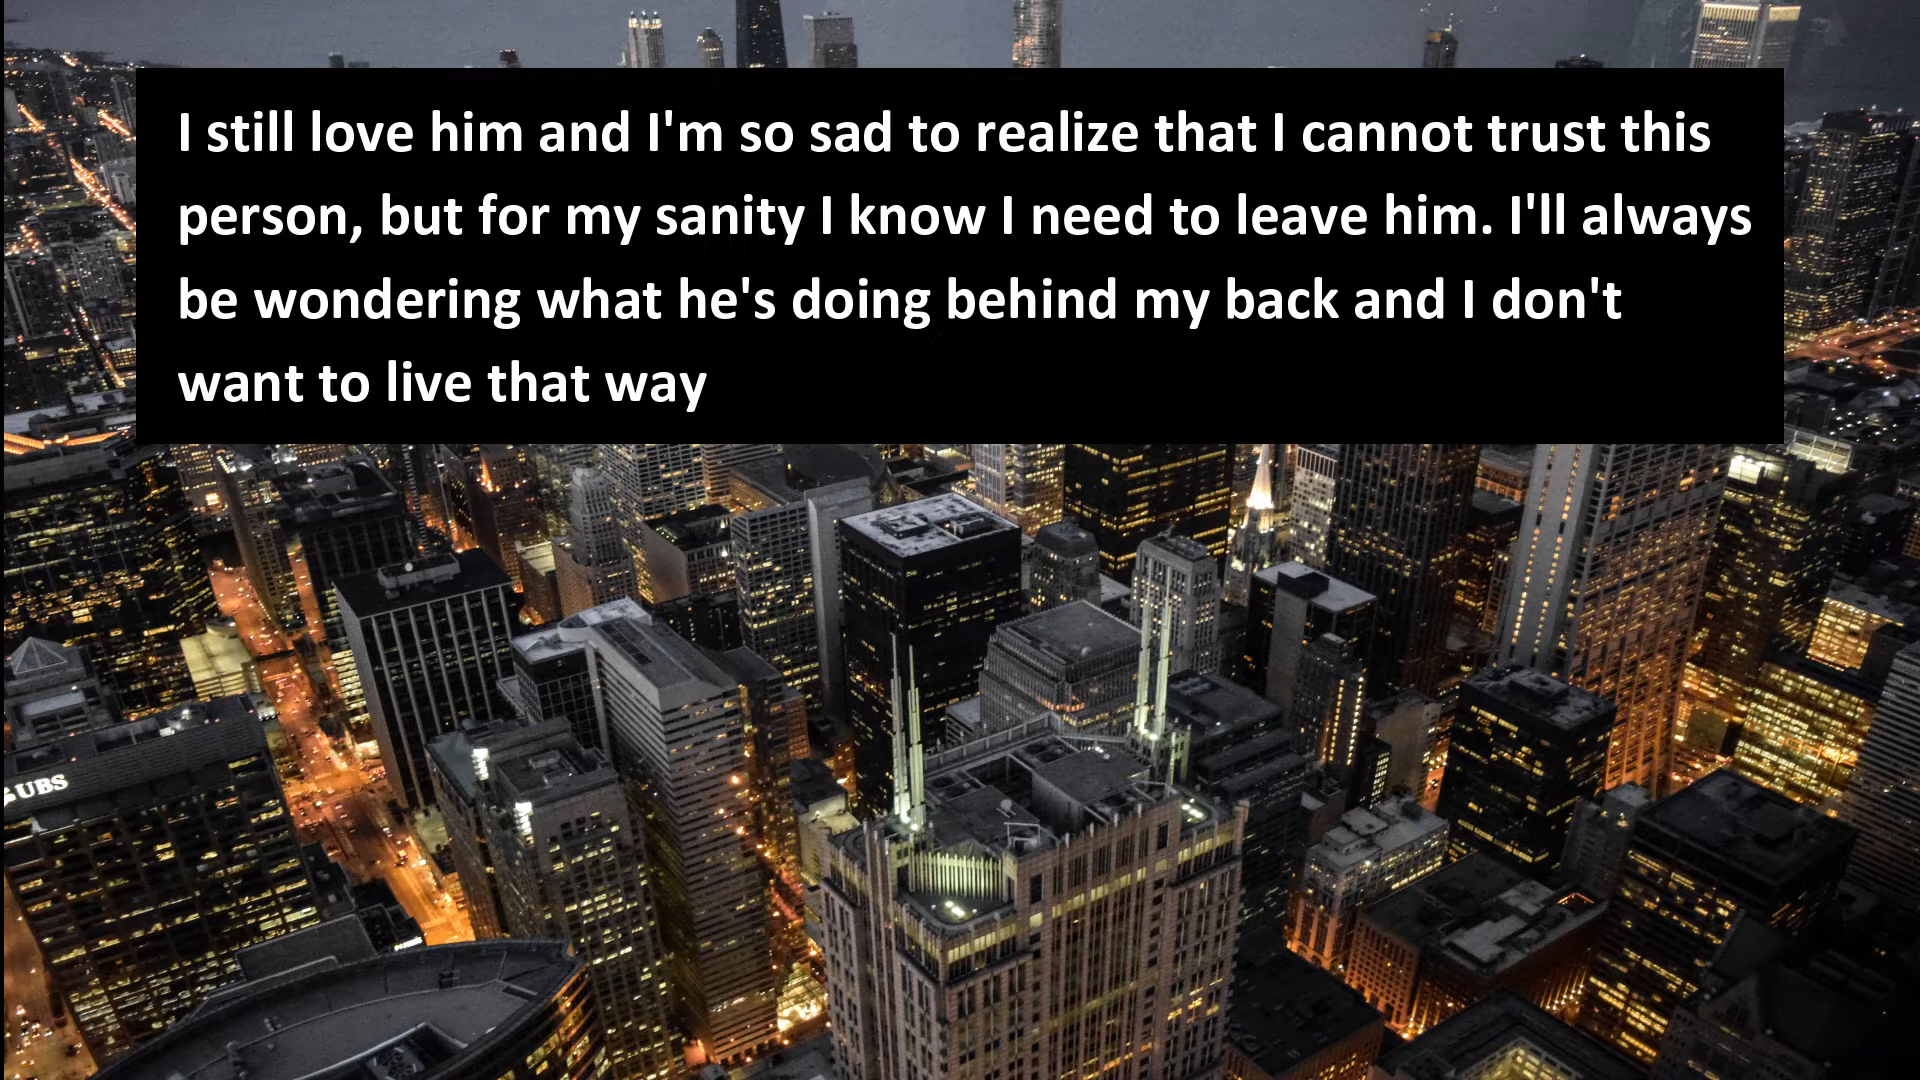 I still love him and I'm so sad to realize that I cannot trust this
person, but for my sanity I know I need to leave him. I'll always
be wondering what he's doing behind my back and I don't
want to live that way
UBS